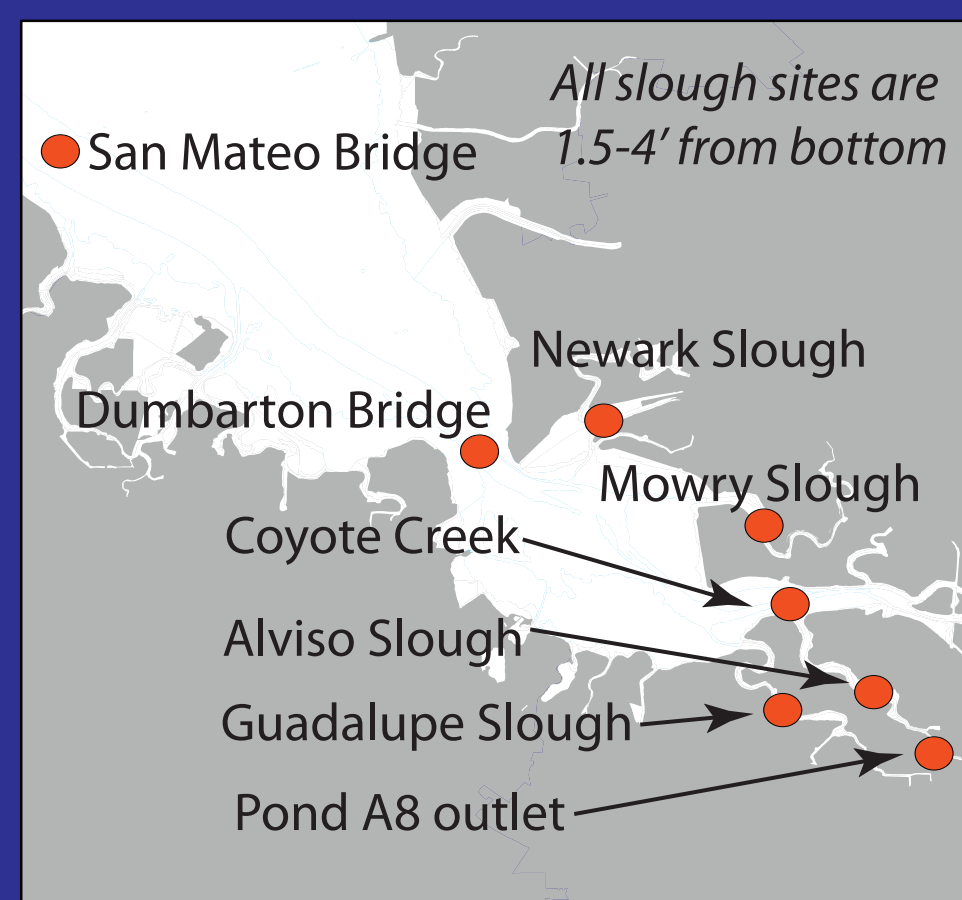 All slough sites are
1.5-4’ from bottom
San Mateo Bridge
Newark Slough
Dumbarton Bridge
Mowry Slough
Coyote Creek
Alviso Slough
Guadalupe Slough
Pond A8 outlet